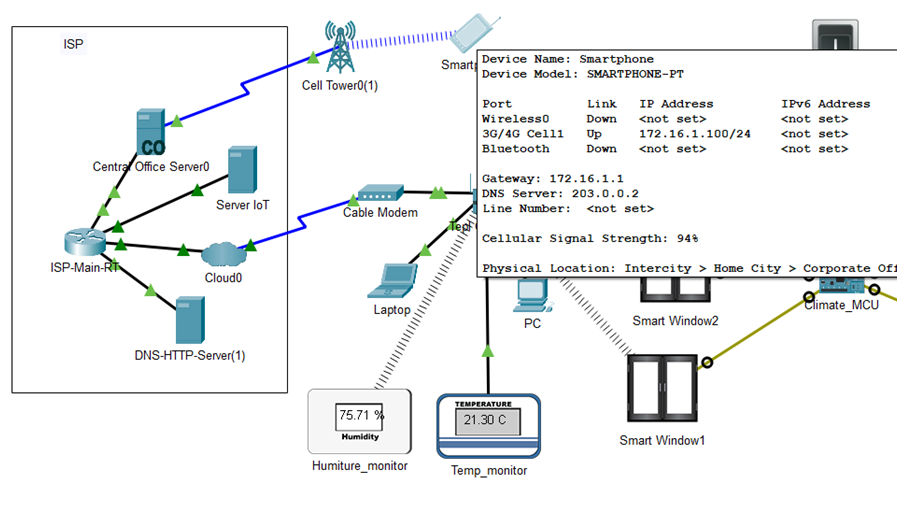 ISP
Cell Tower0(1)
CO
Central Office Server0
Server IoT
ISP-Main-RT
Cloud0
DNS-HTTP-Server(1)
Cable Modem
Laptop
PC
Device Name: Smartphone
Device Model: SMARTPHONE-PT
Port Link IP Address IPv6 Address
Wireless0 Down <not set> <not set>
3G/4G Cell1 Up 172.16.1.100/24 <not set>
Bluetooth Down <not set> <not set>
Gateway: 172.16.1.1
DNS Server: 203.0.0.2
Line Number: <not set>
Cellular Signal Strength: 94%
Physical Location: Intercity > Home City > Corporate Off
Smart Window2
Climate_MCU
Smart Window1
75.71 %
Humidity
Humiture_monitor
TEMPERATURE
21.30 C
Temp_monitor